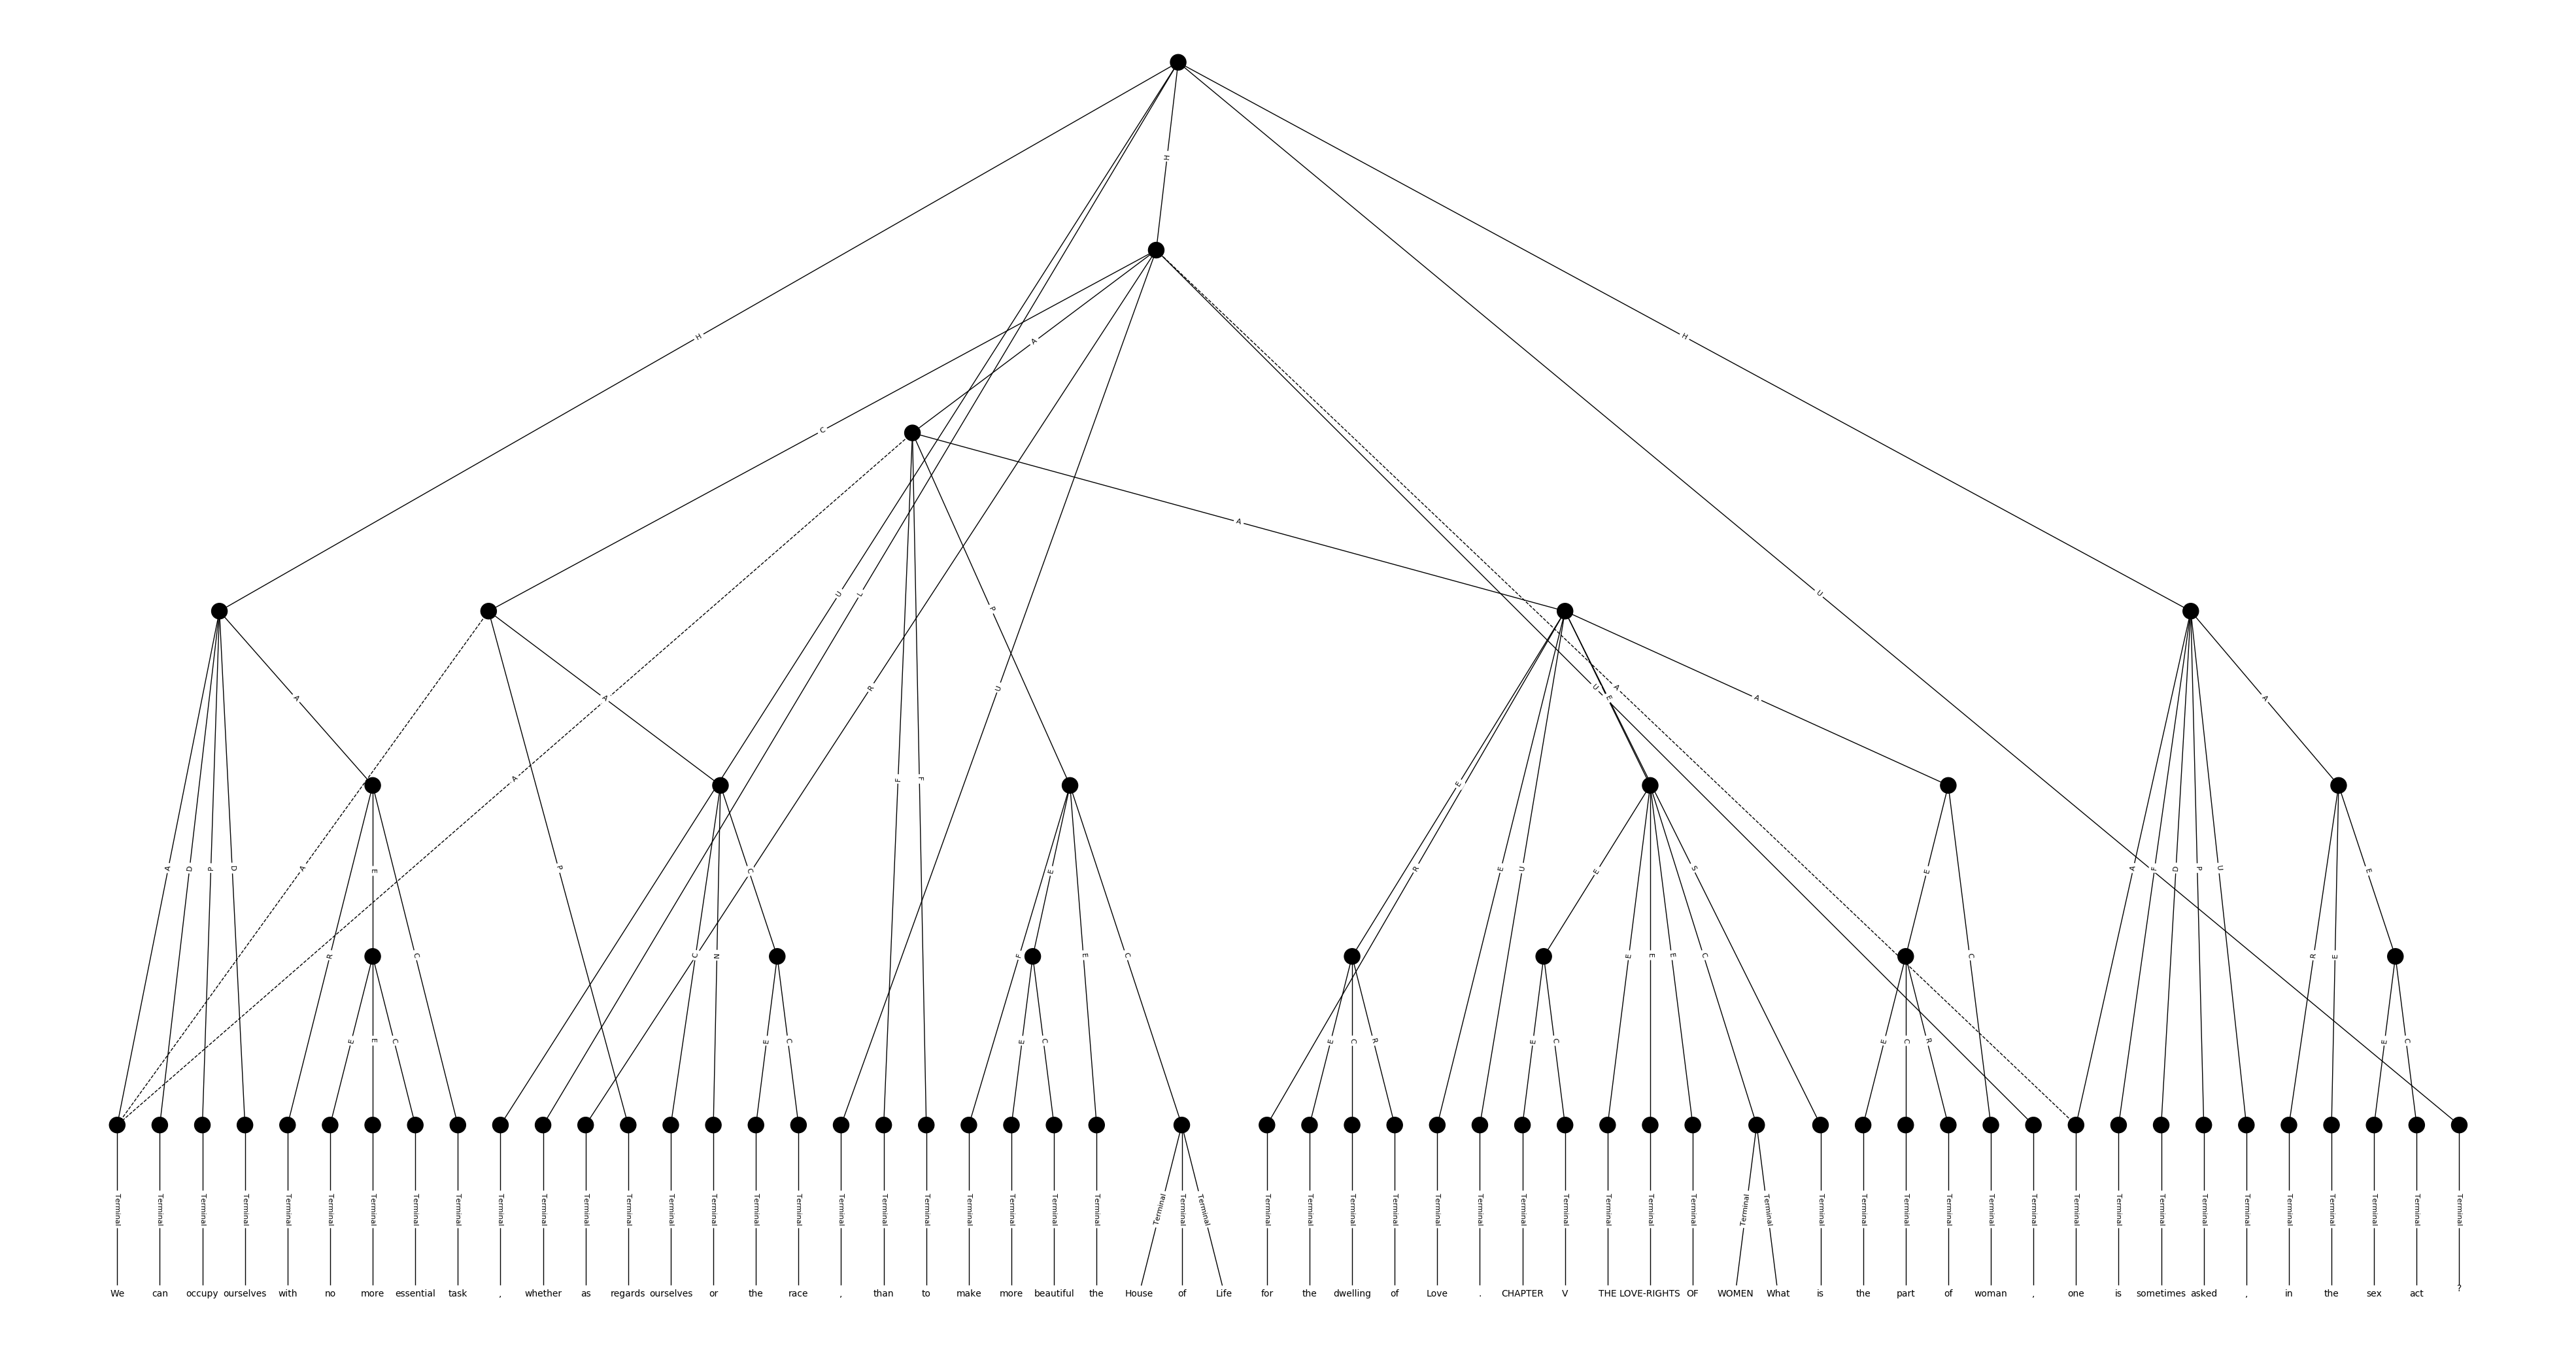 H
H
A
H
C
A
U
L
U
P
R
U
U
A
E
A
A
A
A
A
F
F
E
A
D
P
D
E
A
P
C
R
E
U
E
S
A
F
D
P
U
E
R
C
C
N
F
E
C
E
E
E
C
E
C
R
E
E
E
E
C
E
C
E
C
R
E
C
E
C
R
E
C
Terminal Terminal Terminal Terminal Terminal Terminal Terminal Terminal Terminal Terminal Terminal Terminal Terminal Terminal Terminal Terminal Terminal Terminal Terminal Terminal Terminal Terminal Terminal Terminal Terminal Terminal Terminal Terminal Terminal Terminal Terminal Terminal Terminal Terminal Terminal Terminal Terminal Terminal Terminal Terminal Terminal Terminal Terminal Terminal Terminal Terminal Terminal Terminal Terminal Terminal Terminal Terminal Terminal Terminal Terminal
We can occupy ourselves with no more essential task , whether as regards ourselves or the race , than to make more beautiful the House of Life for the dwelling of Love . CHAPTER V THE LOVE-RIGHTS OF WOMEN What is the part of woman , one is sometimes asked , in the sex act ?